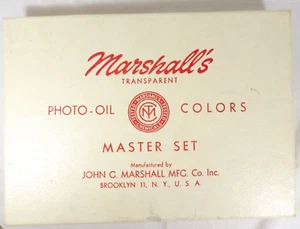 Marshall's
TRANSPARENT
PHOTO-OIL COLORS
MASTER SET
Manufactured by
JOHN G. MARSHALL MFG. Co. Inc.
BROOKLYN 11, N. Y., U. S. A.